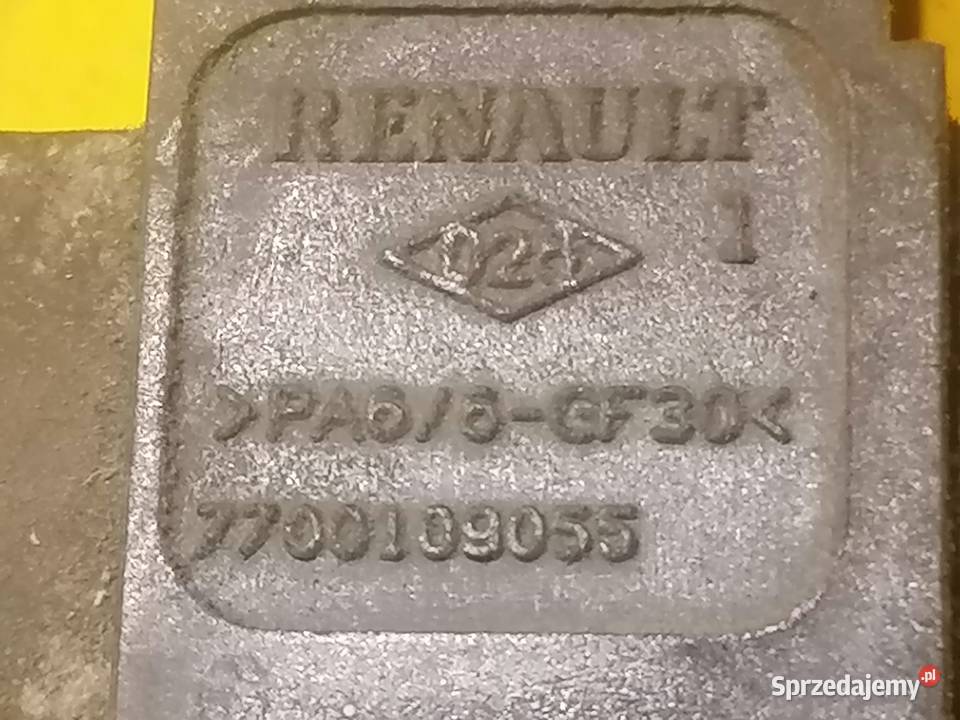 RENAULT
1
>PA6/6-GF30<
7700109055
Sprzedajemy.pl